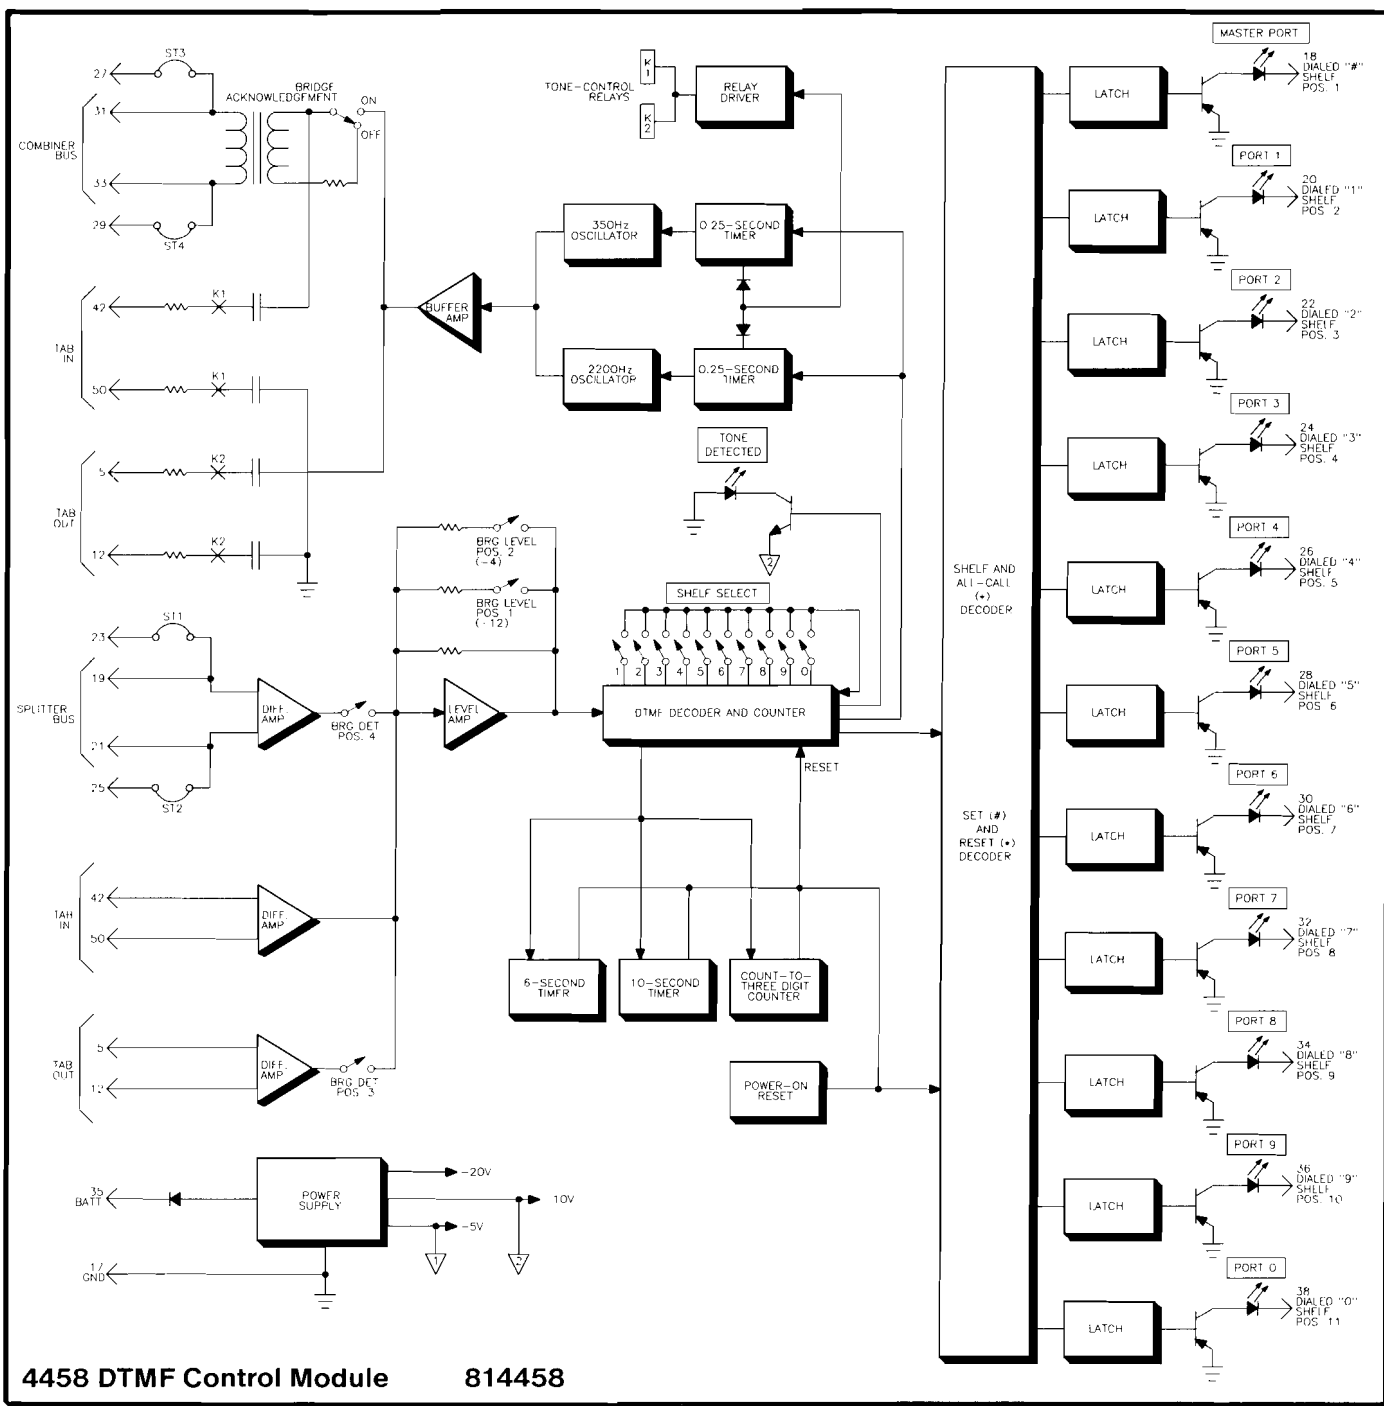 ST3
27
BRIDGE
ACKNOWLEDGEMENT
ON
OFF
31
COMBINER
BUS
33
29
ST4
42
K1
TAB
IN
50
K1
5
K2
TAB
OUT
12
K2
TONE-CONTROL
RELAYS
K1
K2
RELAY
DRIVER
350Hz
OSCILLATOR
0.25-SECOND
TIMER
BUFFER
AMP
2200Hz
OSCILLATOR
0.25-SECOND
TIMER
TONE
DETECTED
2
BRG LEVEL
POS. 2
(-4)
BRG LEVEL
POS. 1
(-12)
SHELF SELECT
1 2 3 4 5 6 7 8 9 0
DTMF DECODER AND COUNTER
RESET
ST1
23
19
SPLITTER
BUS
21
25
ST2
DIFF.
AMP
BRG DET
POS. 4
LEVEL
AMP
42
TAB
IN
50
DIFF.
AMP
5
TAB
OUT
12
DIFF.
AMP
BRG DET
POS. 3
6-SECOND
TIMER
10-SECOND
TIMER
COUNT-TO-
THREE DIGIT
COUNTER
POWER-ON
RESET
35
BATT
POWER
SUPPLY
-20V
10V
-5V
1
2
17
GND
SHELF AND
ALL-CALL
(*)
DECODER
SET (#)
AND
RESET (*)
DECODER
LATCH
MASTER PORT
18
DIALED "#"
SHELF
POS. 1
LATCH
PORT 1
20
DIALED "1"
SHELF
POS. 2
LATCH
PORT 2
22
DIALED "2"
SHELF
POS. 3
LATCH
PORT 3
24
DIALED "3"
SHELF
POS. 4
LATCH
PORT 4
26
DIALED "4"
SHELF
POS. 5
LATCH
PORT 5
28
DIALED "5"
SHELF
POS. 6
LATCH
PORT 6
30
DIALED "6"
SHELF
POS. 7
LATCH
PORT 7
32
DIALED "7"
SHELF
POS. 8
LATCH
PORT 8
34
DIALED "8"
SHELF
POS. 9
LATCH
PORT 9
36
DIALED "9"
SHELF
POS. 10
LATCH
PORT 0
38
DIALED "0"
SHELF
POS. 11
4458 DTMF Control Module 814458